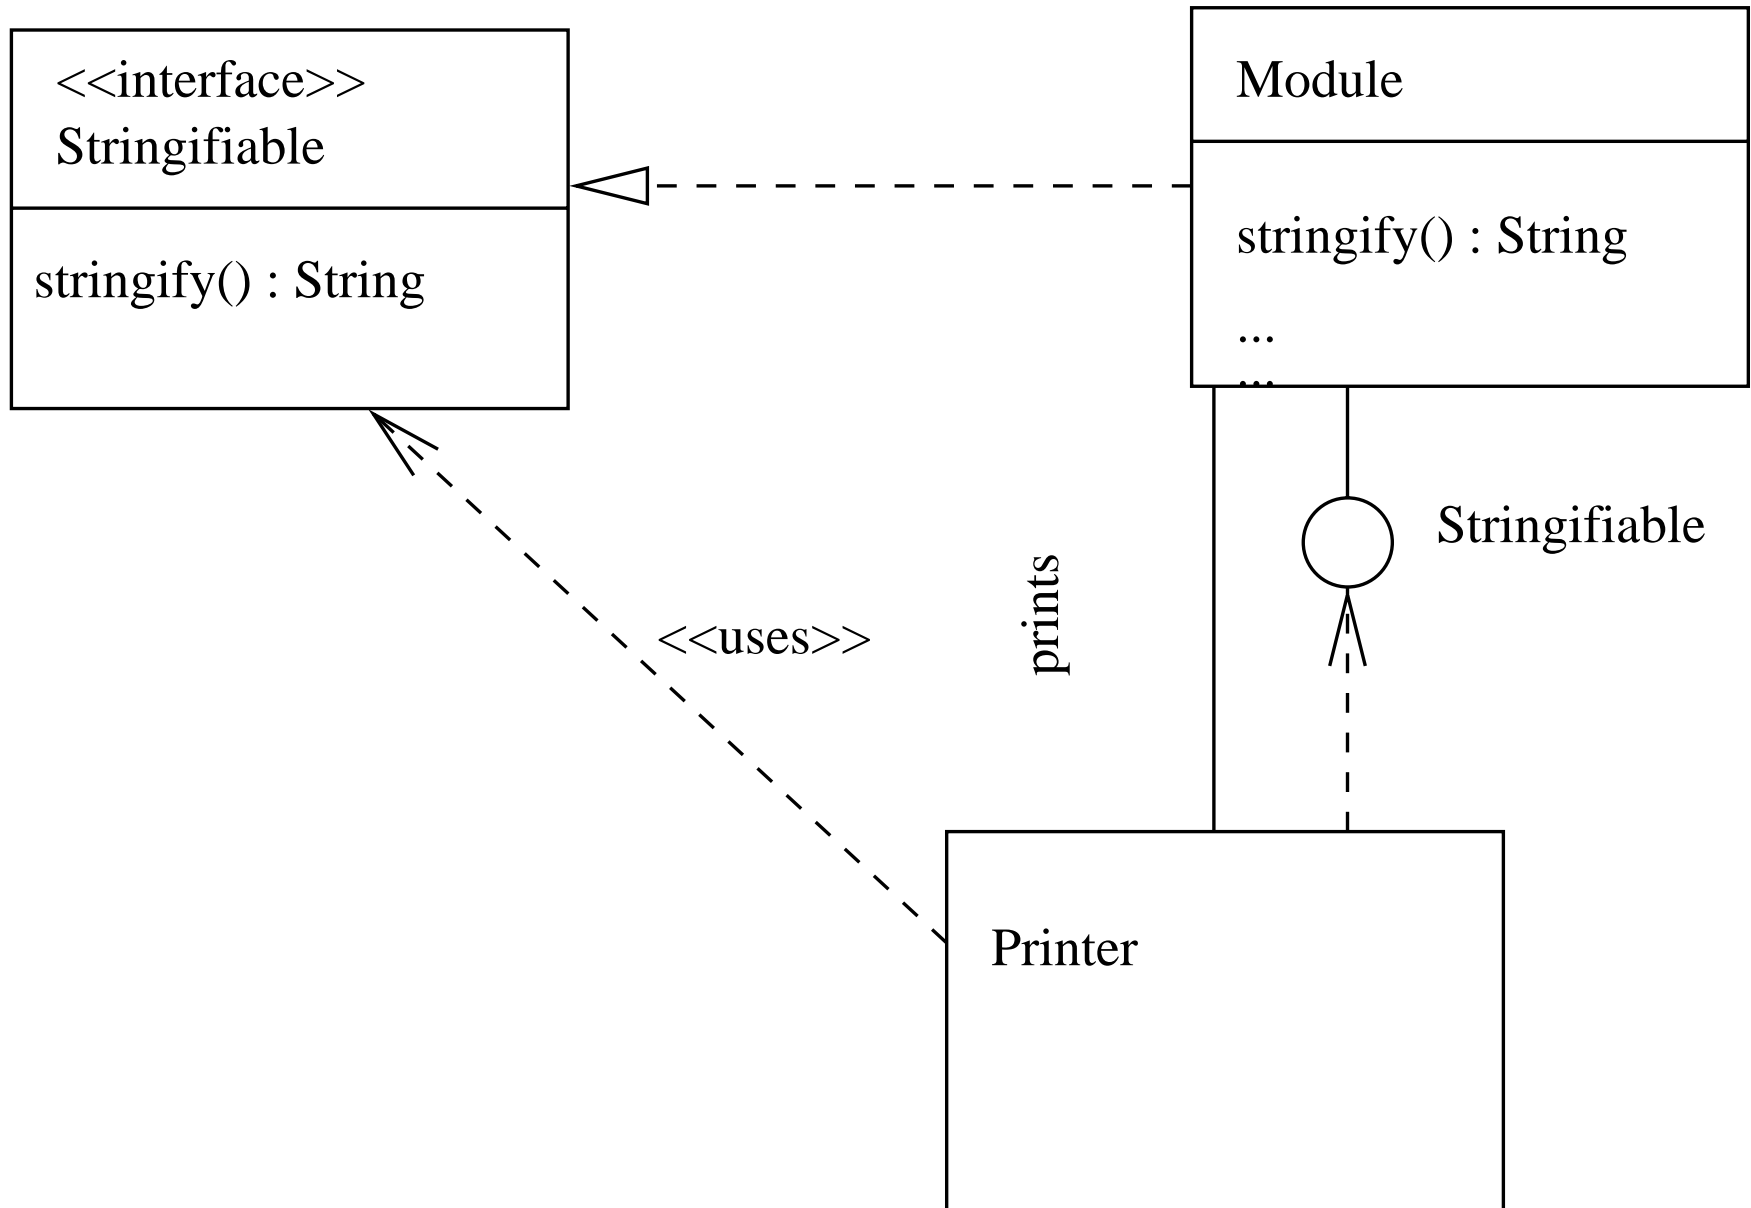 <<interface>>
Stringifiable
stringify() : String
Module
stringify() : String
...
...
Stringifiable
<<uses>>
prints
Printer